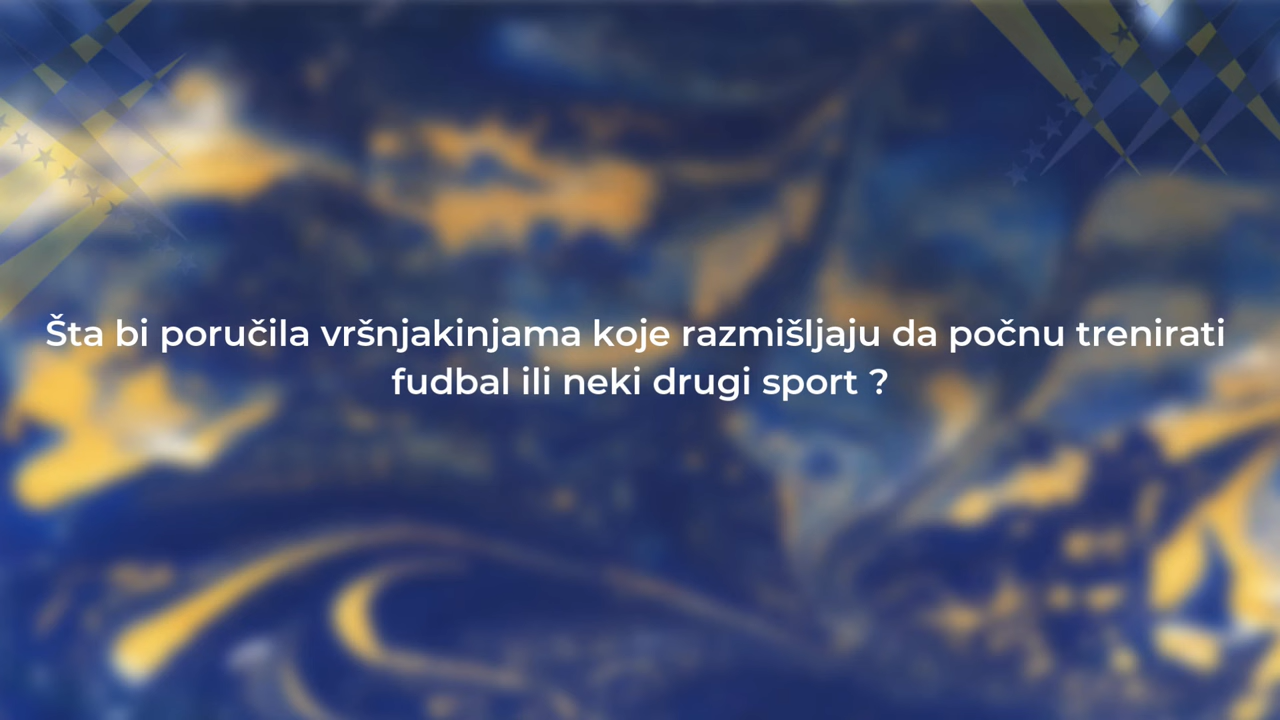 Šta bi poručila vršnjakinjama koje razmišljaju da počnu trenirati
fudbal ili neki drugi sport ?